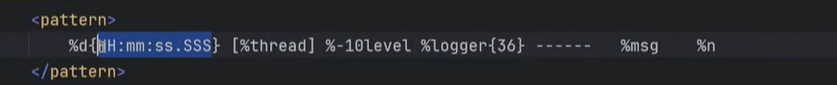 <pattern>
%d{HH:mm:ss.SSS} [%thread] %-10level %logger{36} ------ %msg %n
</pattern>